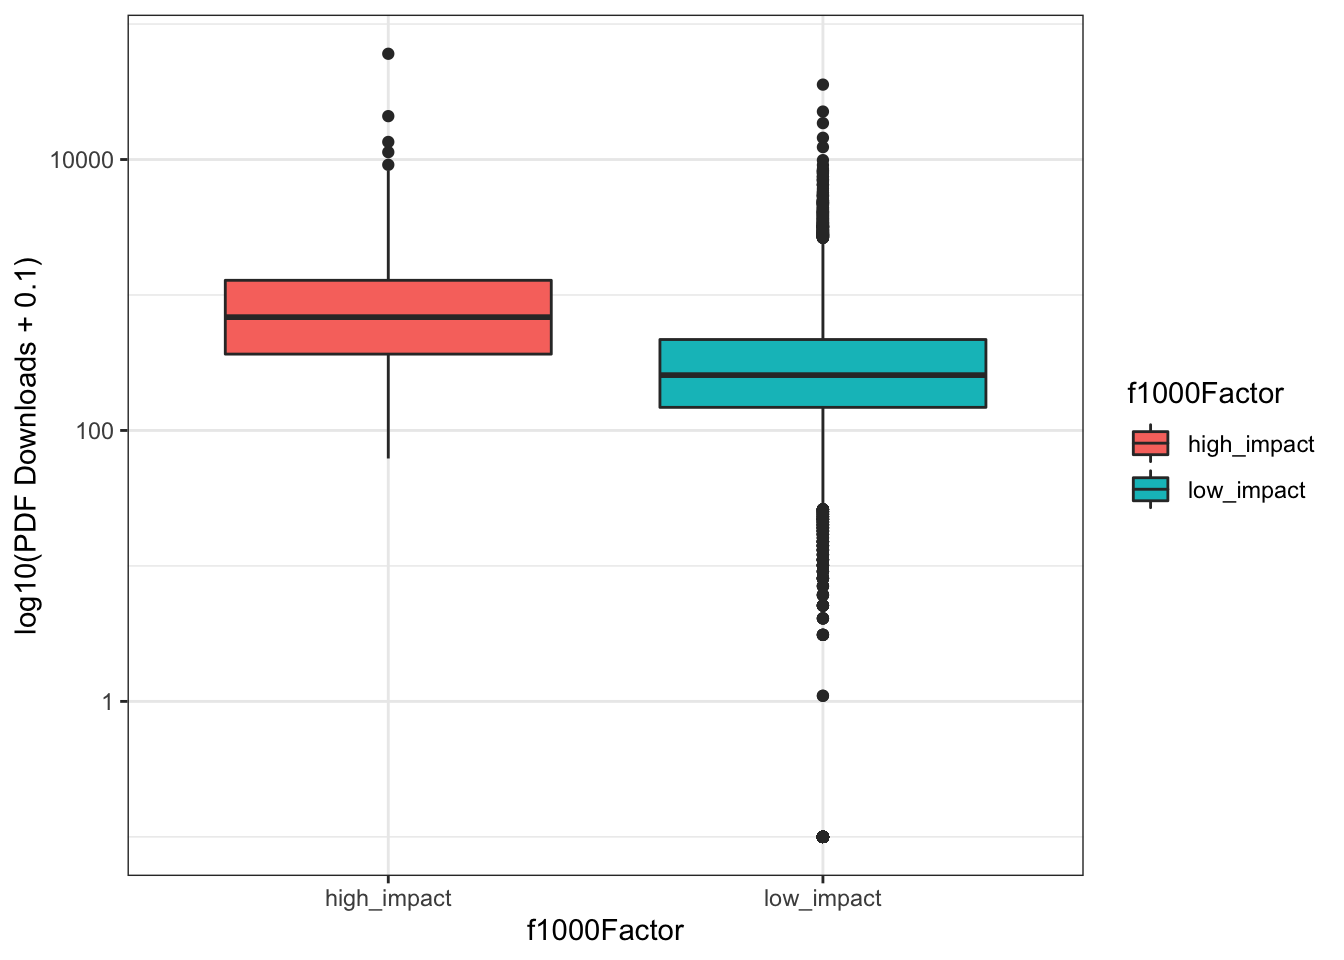 log10(PDF Downloads + 0.1)
10000
100
1
high_impact
low_impact
f1000Factor
f1000Factor
high_impact
low_impact